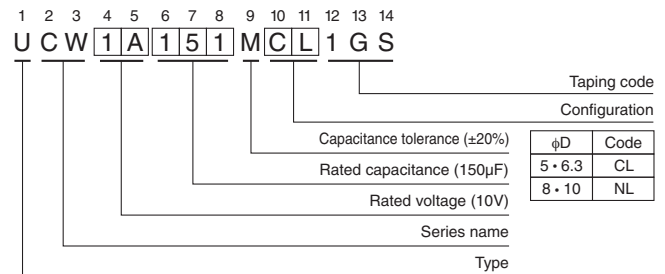 1 2 3 4 5 6 7 8 9 10 11 12 13 14
U C W 1 A 1 5 1 M C L 1 G S
Taping code
Configuration
Capacitance tolerance (±20%)
Rated capacitance (150µF)
Rated voltage (10V)
Series name
Type
ϕD Code
5 • 6.3 CL
8 • 10 NL